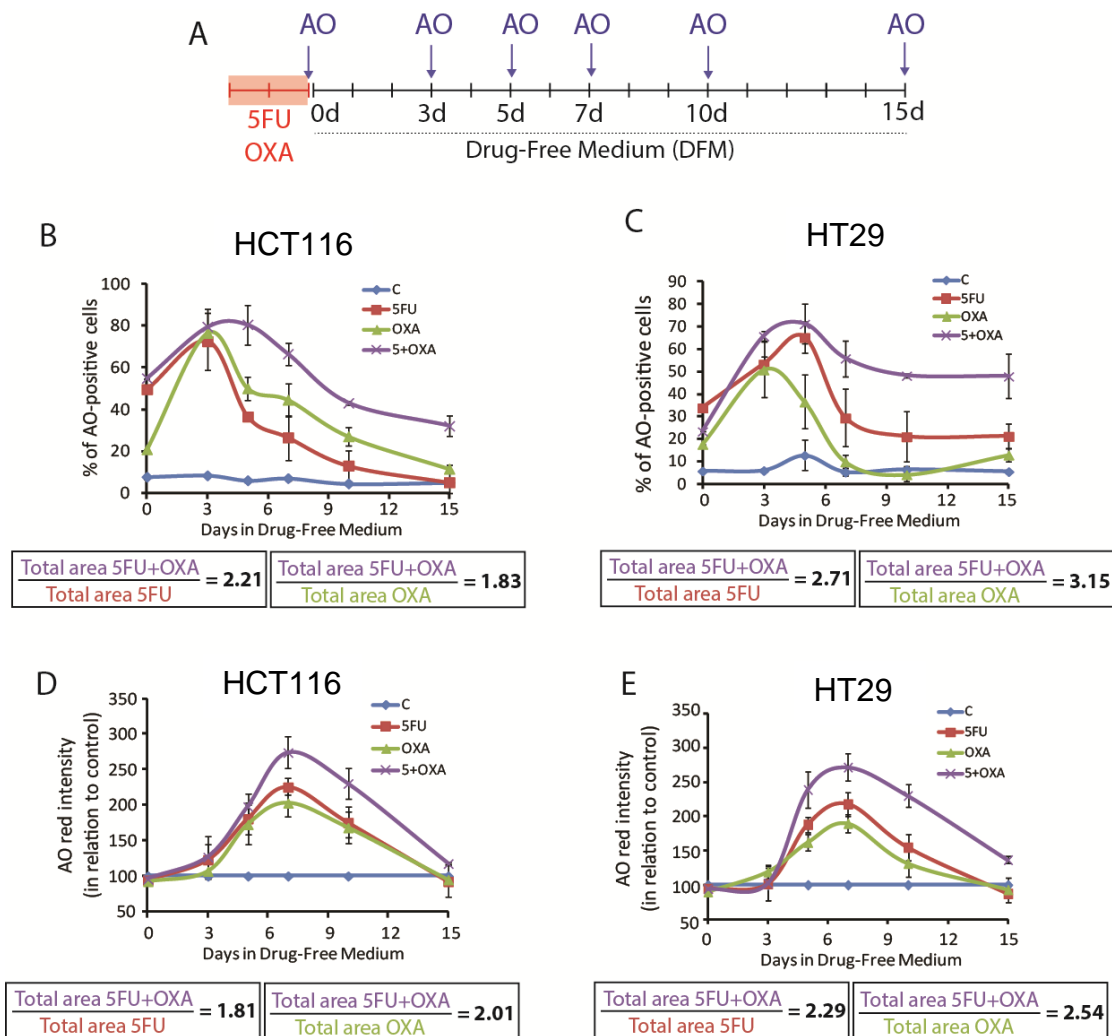 A
AO AO AO AO AO AO
5FU
OXA
0d 3d 5d 7d 10d 15d
Drug-Free Medium (DFM)
B
HCT116
% of AO-positive cells
100
80
60
40
20
0
C
5FU
OXA
5+OXA
0 3 6 9 12 15
Days in Drug-Free Medium
Total area 5FU+OXA
Total area 5FU
= 2.21
Total area 5FU+OXA
Total area OXA
= 1.83
C
HT29
% of AO-positive cells
90
80
70
60
50
40
30
20
10
0
C
5FU
OXA
5+OXA
0 3 6 9 12 15
Days in Drug-Free Medium
Total area 5FU+OXA
Total area 5FU
= 2.71
Total area 5FU+OXA
Total area OXA
= 3.15
D
HCT116
AO red intensity
(in relation to control)
350
300
250
200
150
100
50
C
5FU
OXA
5+OXA
0 3 6 9 12 15
Days in Drug-Free Medium
Total area 5FU+OXA
Total area 5FU
= 1.81
Total area 5FU+OXA
Total area OXA
= 2.01
E
HT29
AO red intensity
(in relation to control)
350
300
250
200
150
100
50
C
5FU
OXA
5+OXA
0 3 6 9 12 15
Days in Drug-Free Medium
Total area 5FU+OXA
Total area 5FU
= 2.29
Total area 5FU+OXA
Total area OXA
= 2.54